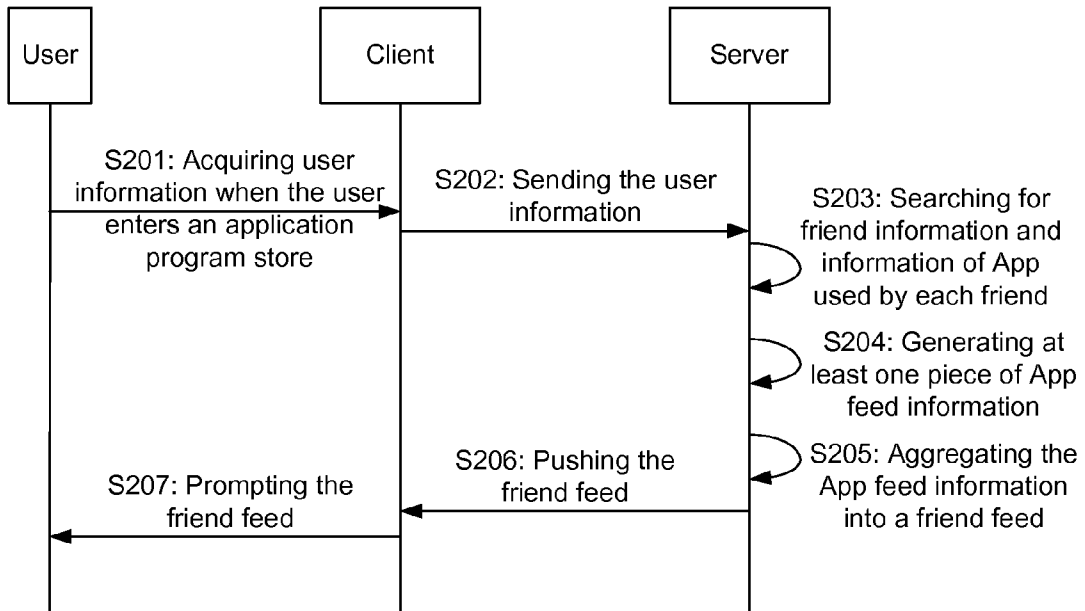 User
Client
Server
S201: Acquiring user
information when the user
enters an application
program store
S202: Sending the user
information
S203: Searching for
friend information and
information of App
used by each friend
S204: Generating at
least one piece of App
feed information
S205: Aggregating the
App feed information
into a friend feed
S206: Pushing the
friend feed
S207: Prompting the
friend feed